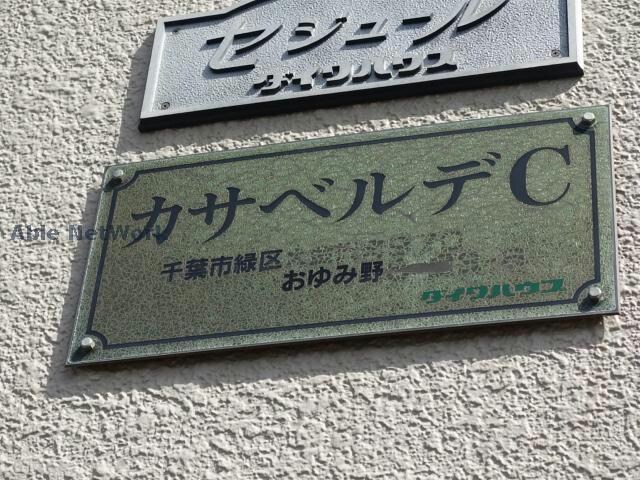 セジュール
ダイワハウス
カサベルデC
千葉市緑区
おゆみ野
ダイワハウス
Able Network